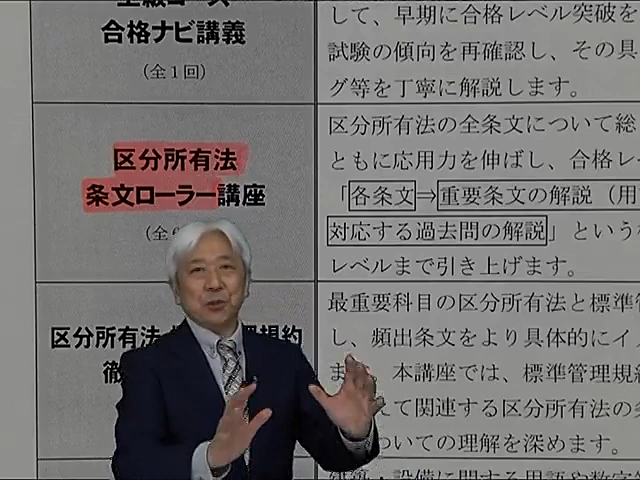 合格ナビ講義
(全1回)
して、早期に合格レベル突破を
試験の傾向を再確認し、その具
グ等を丁寧に解説します。
区分所有法
条文ローラー講座
(全
区分所有法の全条文について総
ともに応用力を伸ばし、合格レ
「各条文⇒重要条文の解説（用
対応する過去問の解説」という
レベルまで引き上げます。
区分所有法
規約
徹
最重要科目の区分所有法と標準管
し、頻出条文をより具体的にイ
ま
本講座では、標準管理規
えて関連する区分所有法の
ついての理解を深めます。